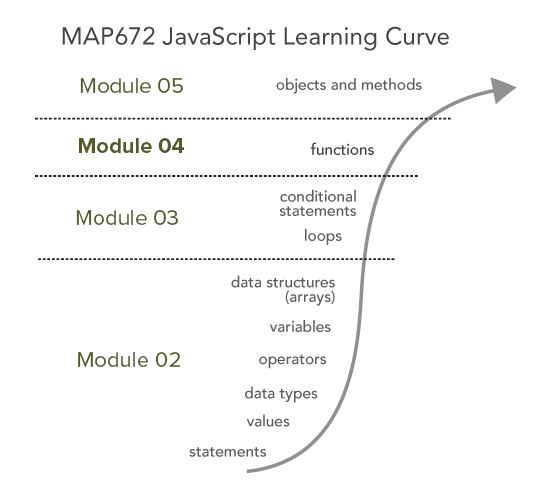 MAP672 JavaScript Learning Curve
Module 05
objects and methods
Module 04
functions
Module 03
conditional
statements
loops
data structures
(arrays)
variables
Module 02
operators
data types
values
statements